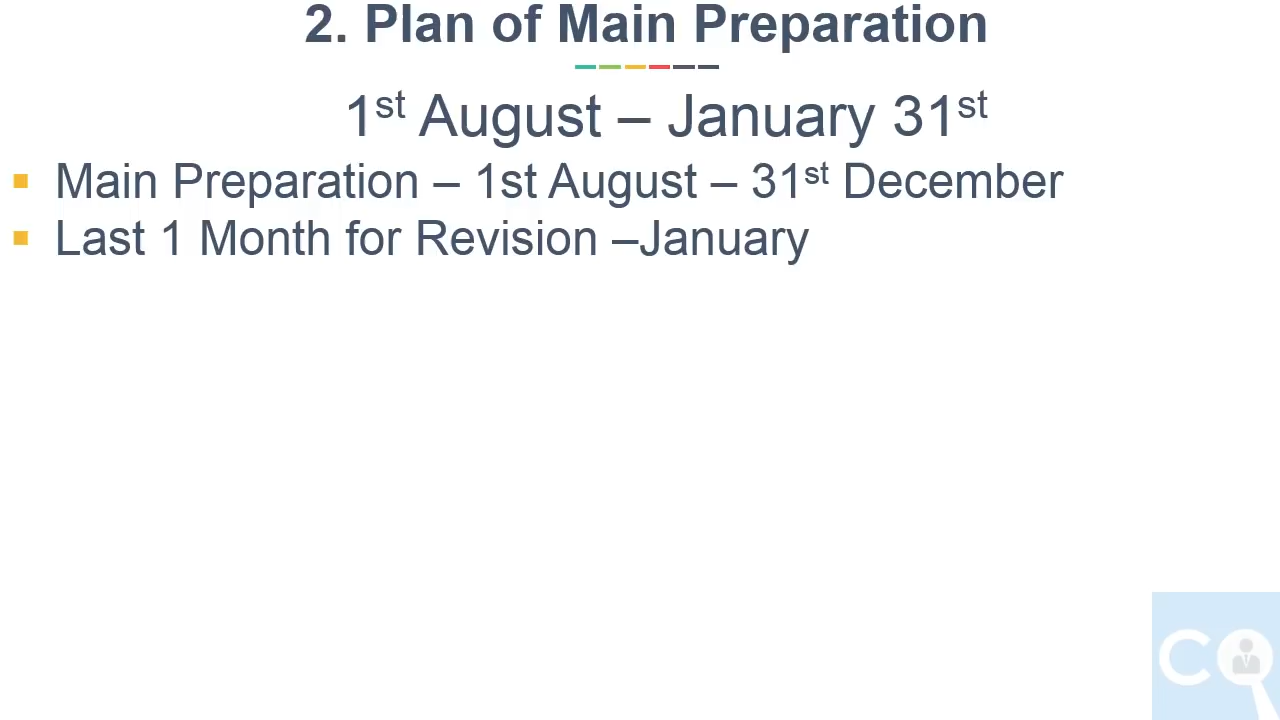 2. Plan of Main Preparation
1st August – January 31st
Main Preparation – 1st August – 31st December
Last 1 Month for Revision –January
CQ